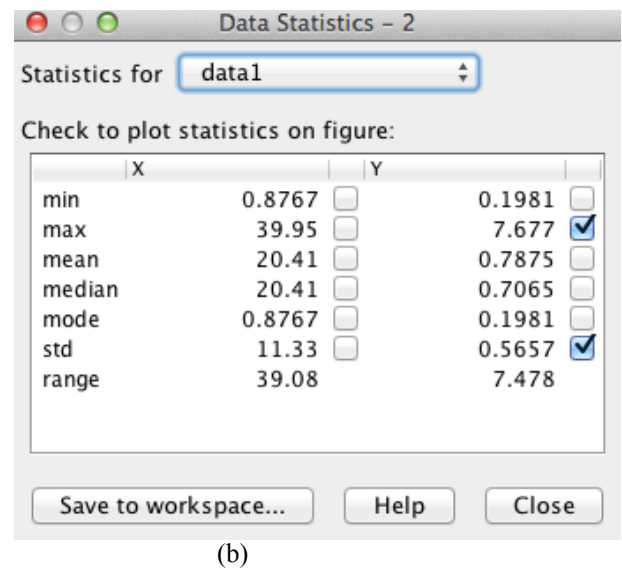 Data Statistics – 2
Statistics for data1
Check to plot statistics on figure:
X Y
min 0.8767 0.1981
max 39.95 7.677
mean 20.41 0.7875
median 20.41 0.7065
mode 0.8767 0.1981
std 11.33 0.5657
range 39.08 7.478
Save to workspace... Help Close
(b)